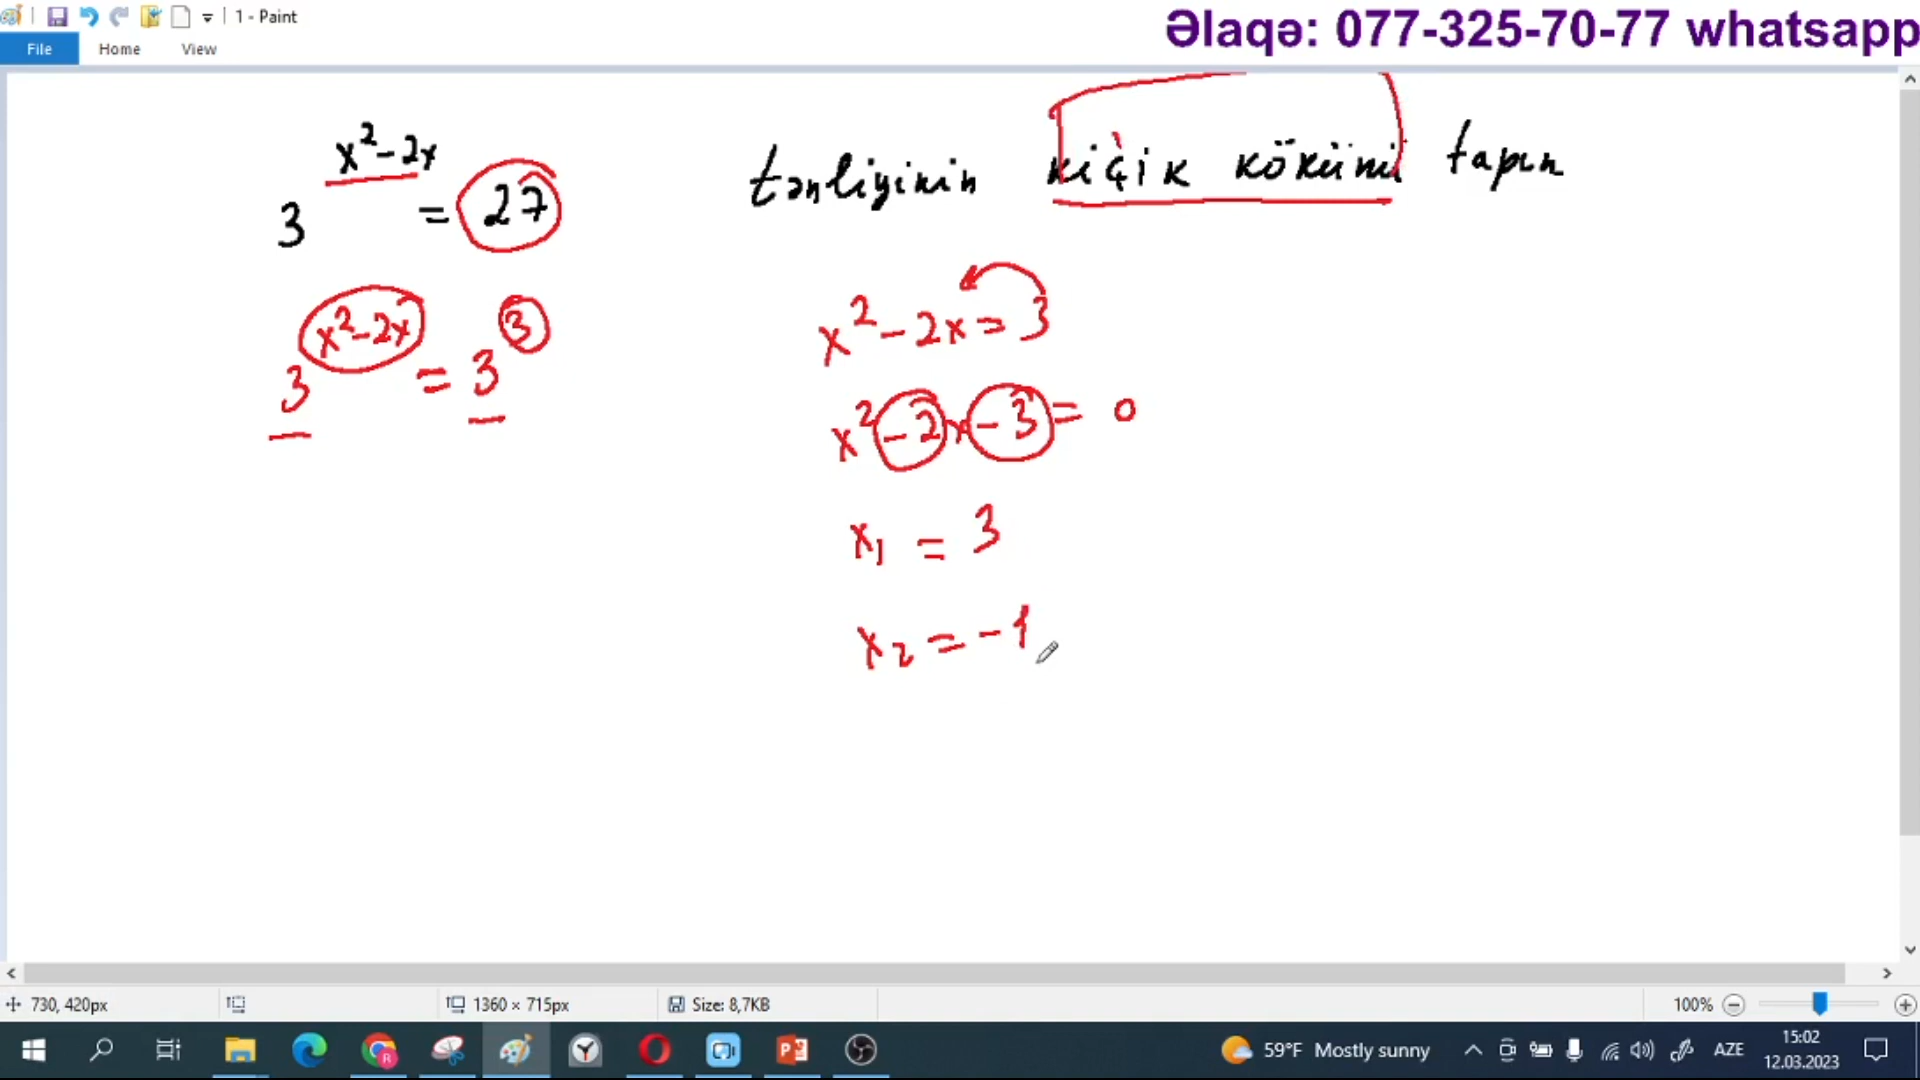 1 - Paint
Əlaqə: 077-325-70-77 whatsapp
File Home View
3^(x²-2x) = 27 tənliyinin kiçik kökünü tapın
3^(x²-2x) = 3^3
x² - 2x = 3
x² - 2x - 3 = 0
x₁ = 3
x₂ = -1
730, 420px 1360 × 715px Size: 8,7KB 100%
59°F Mostly sunny AZE 15:02
12.03.2023